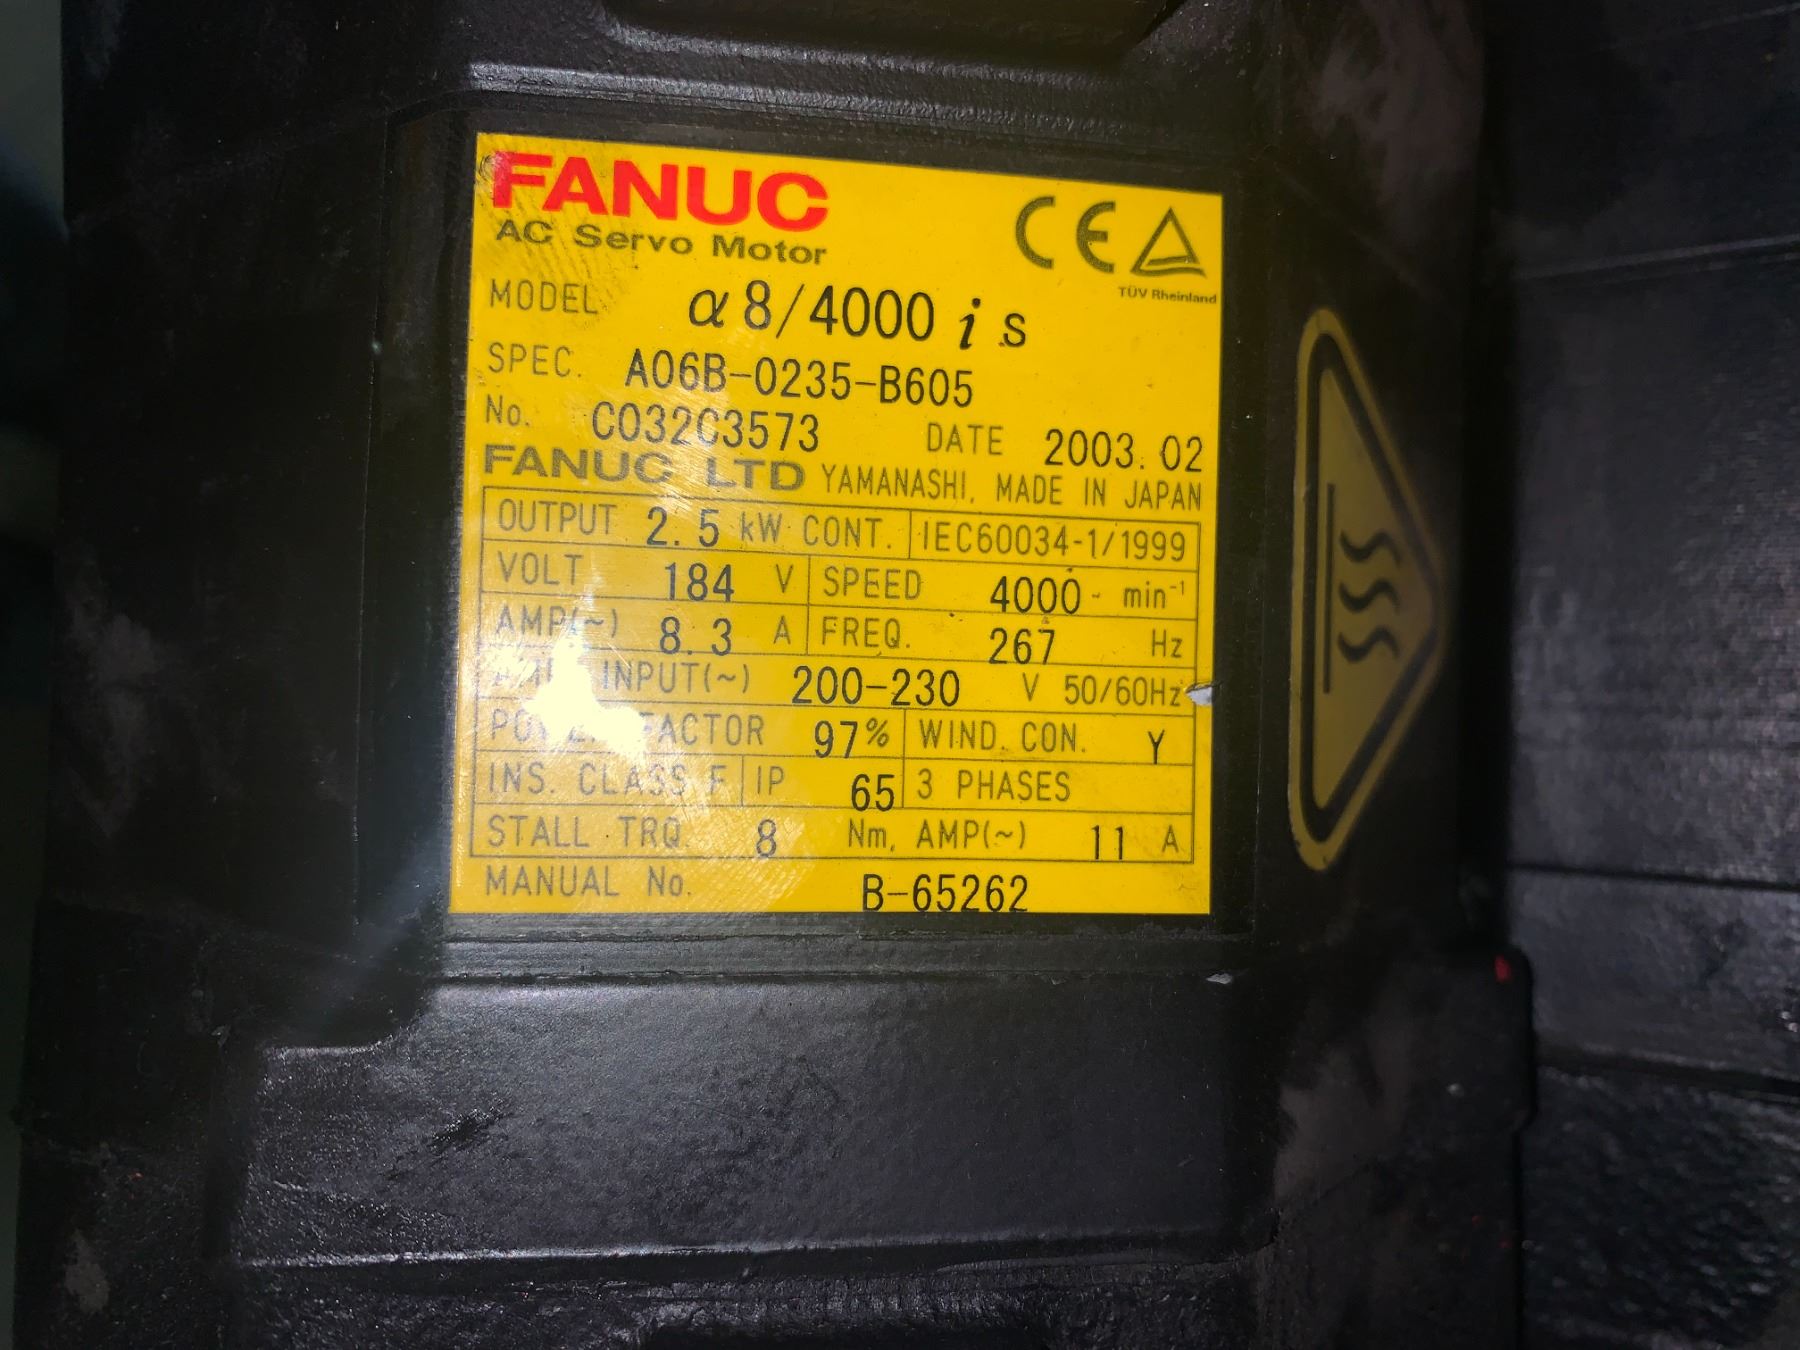 FANUC
AC Servo Motor
CE
TÜV Rheinland
MODEL α8/4000 i s
SPEC. A06B-0235-B605
No. C032C3573 DATE 2003.02
FANUC LTD YAMANASHI, MADE IN JAPAN
OUTPUT 2.5 kW CONT. IEC60034-1/1999
VOLT 184 V SPEED 4000 min⁻¹
AMP(~) 8.3 A FREQ. 267 Hz
INPUT(~) 200-230 V 50/60Hz
POWER FACTOR 97% WIND. CON. Y
INS. CLASS F IP 65 3 PHASES
STALL TRQ. 8 Nm, AMP(~) 11 A
MANUAL No. B-65262